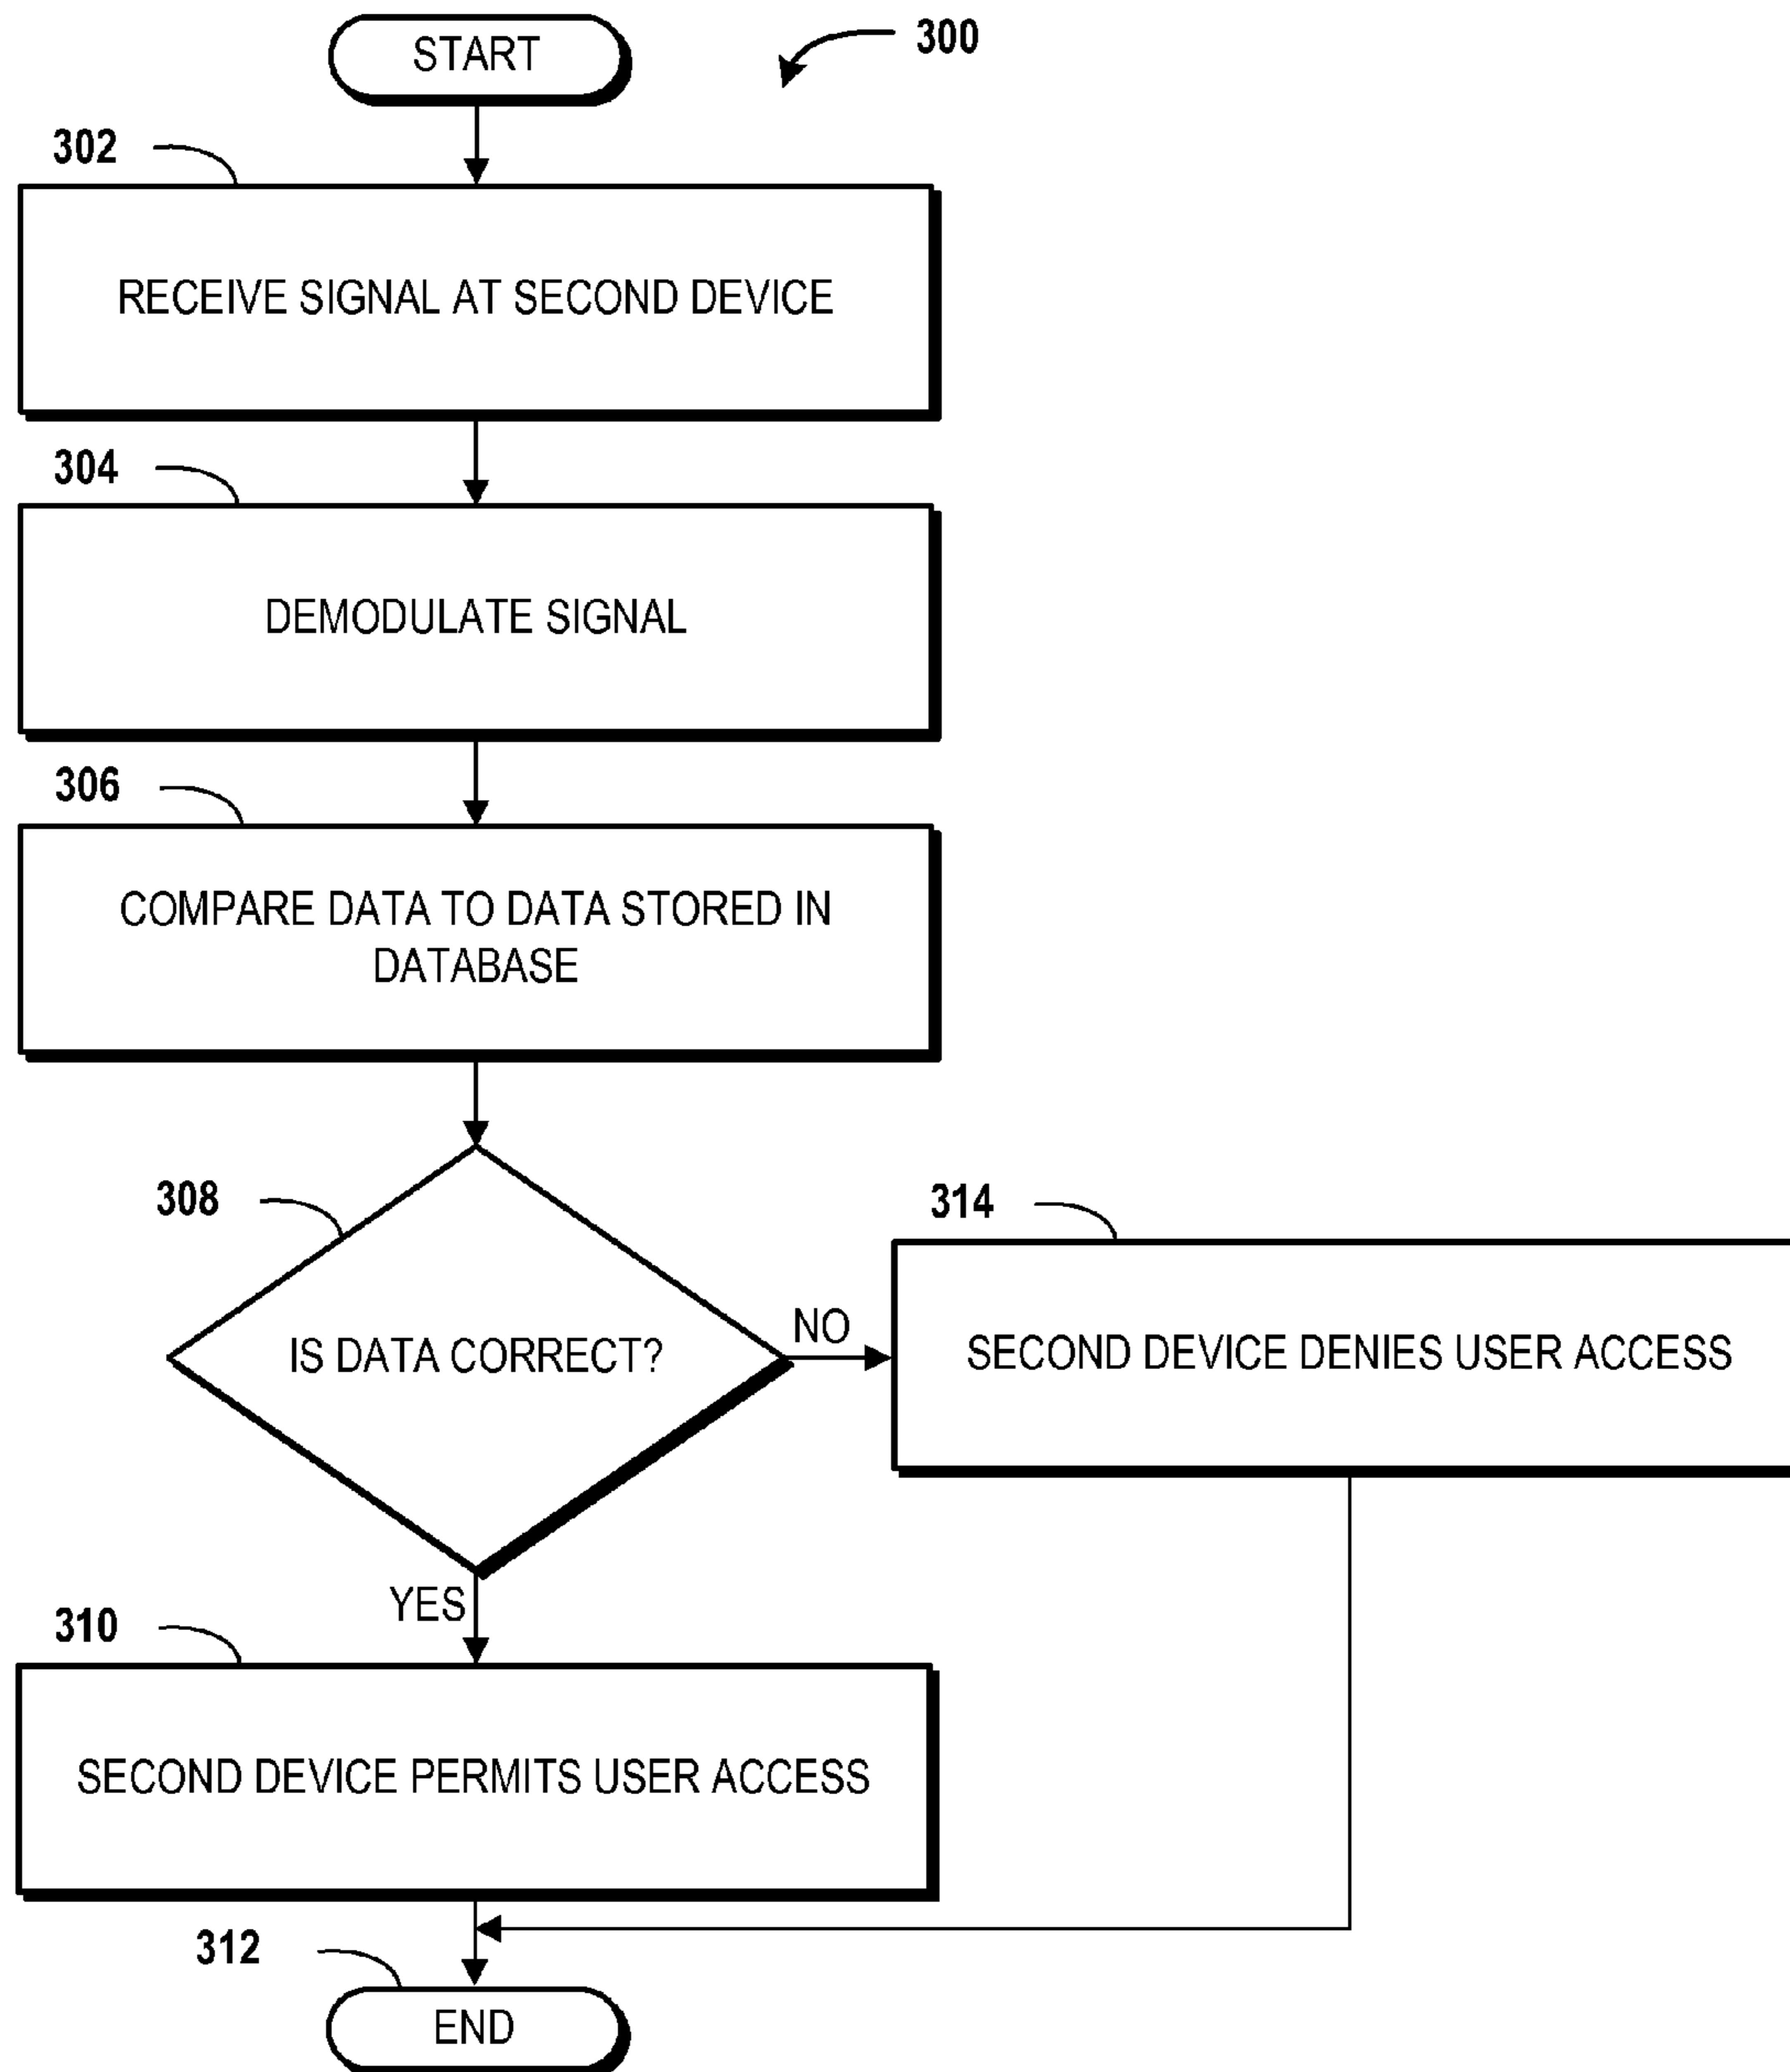 START
300
302
RECEIVE SIGNAL AT SECOND DEVICE
304
DEMODULATE SIGNAL
306
COMPARE DATA TO DATA STORED IN
DATABASE
308
IS DATA CORRECT?
NO
314
SECOND DEVICE DENIES USER ACCESS
YES
310
SECOND DEVICE PERMITS USER ACCESS
312
END